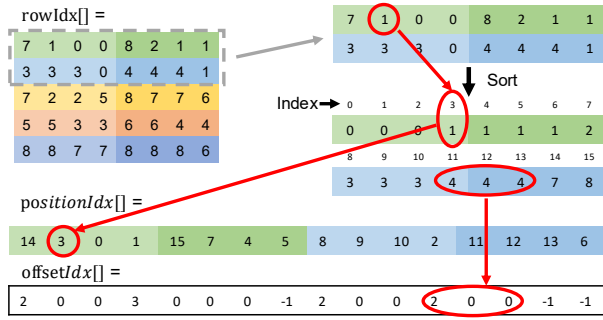 rowIdx[] =
7 1 0 0 8 2 1 1
3 3 3 0 4 4 4 1
7 2 2 5 8 7 7 6
5 5 3 3 6 6 4 4
8 8 7 7 8 8 8 6
7 1 0 0 8 2 1 1
3 3 3 0 4 4 4 1
Sort
Index 0 1 2 3 4 5 6 7
0 0 0 1 1 1 1 2
8 9 10 11 12 13 14 15
3 3 3 4 4 4 7 8
positionIdx[] =
14 3 0 1 15 7 4 5 8 9 10 2 11 12 13 6
offsetIdx[] =
2 0 0 3 0 0 0 -1 2 0 0 2 0 0 -1 -1